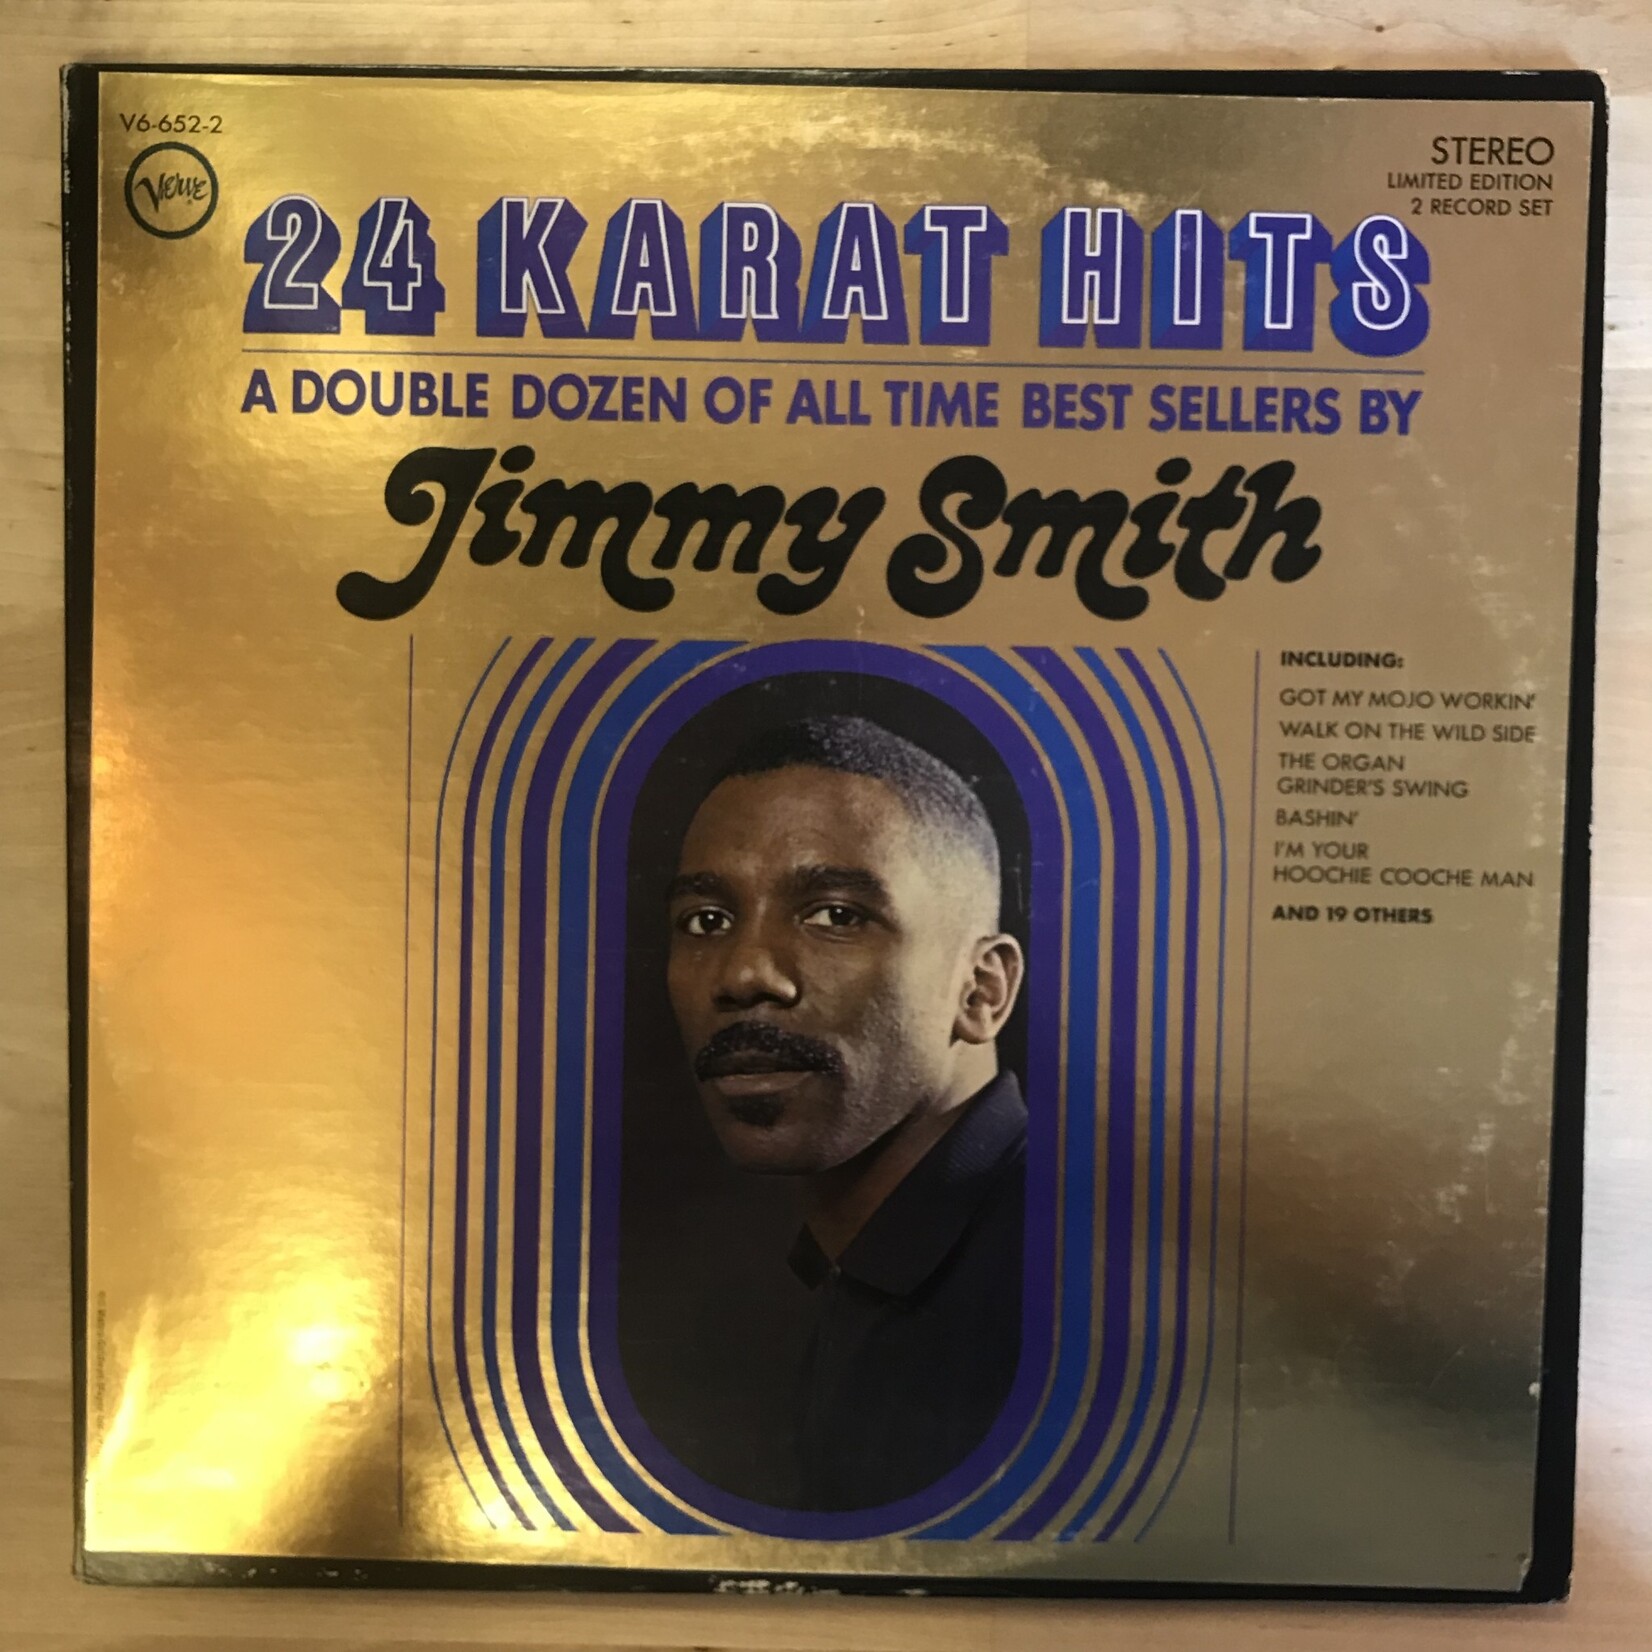 V6-652-2
Verve
STEREO
LIMITED EDITION
2 RECORD SET
24 KARAT HITS
A DOUBLE DOZEN OF ALL TIME BEST SELLERS BY
Jimmy Smith
INCLUDING:
GOT MY MOJO WORKIN'
WALK ON THE WILD SIDE
THE ORGAN
GRINDER'S SWING
BASHIN'
I'M YOUR
HOOCHIE COOCHE MAN
AND 19 OTHERS